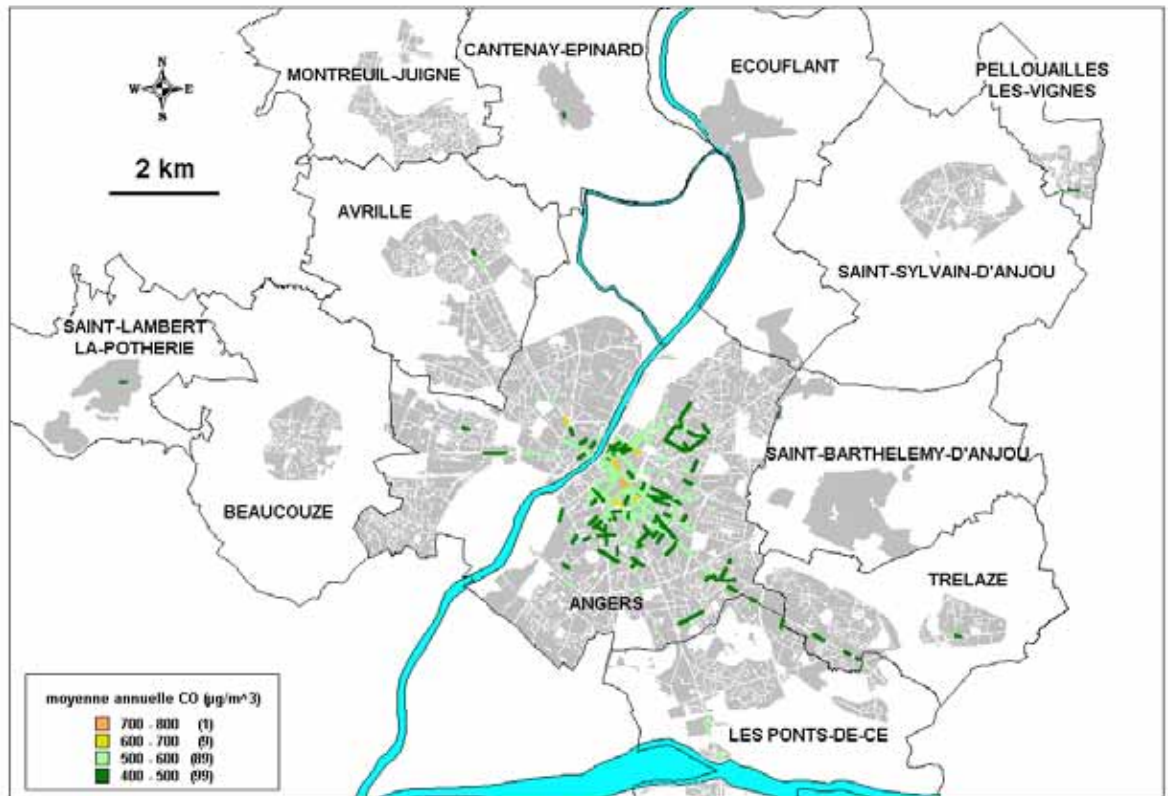 CANTENAY-EPINARD
ECOUFLANT
PELLOUAILLES
LES-VIGNES
MONTREUIL-JUIGNE
N
W E
S
2 km
AVRILLE
SAINT-SYLVAIN-D'ANJOU
SAINT-LAMBERT
LA-POTHERIE
SAINT-BARTHELEMY-D'ANJOU
BEAUCOUZE
TRELAZE
ANGERS
LES PONTS-DE-CE
moyenne annuelle CO (µg/m^3)
700 - 800 (1)
600 - 700 (9)
500 - 600 (89)
400 - 500 (99)